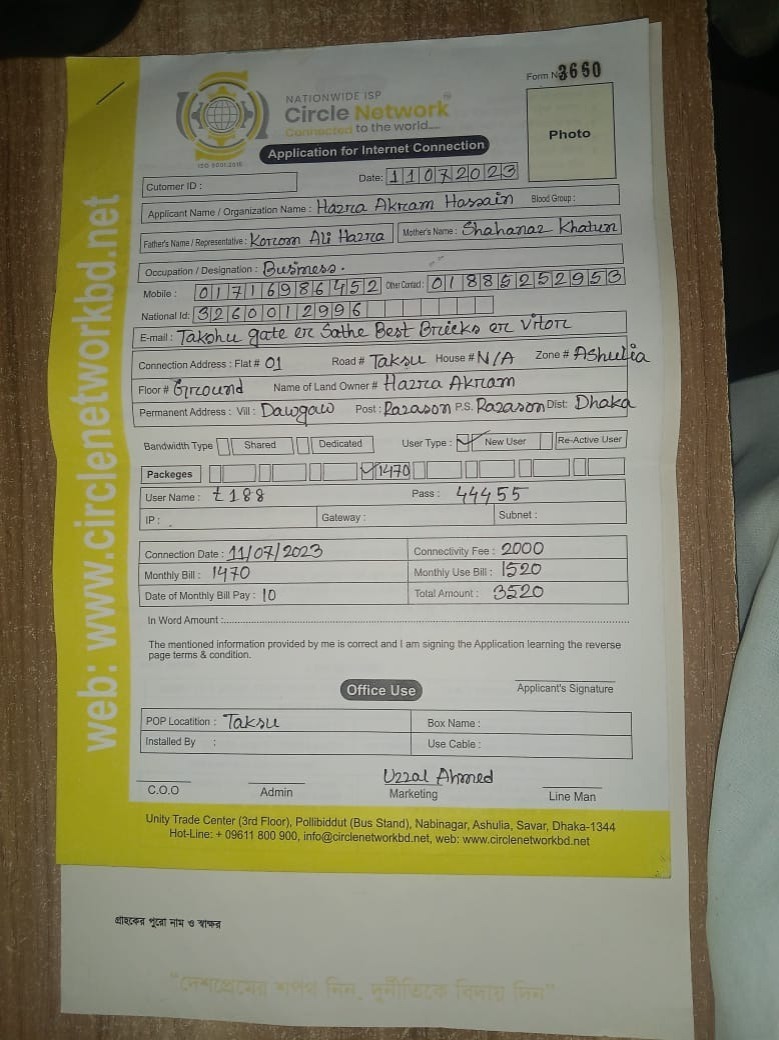 Form No 3660
NATIONWIDE ISP
Circle Network
Connected to the world....
ISO 9001:2015
Application for Internet Connection
Photo
Cutomer ID :
Date: 11072023
Applicant Name / Organization Name : Hazra Akram Hossain Blood Group :
Father's Name / Representative : Korom Ali Hazra Mother's Name : Shahanaz Khatun
Occupation / Designation : Business.
Mobile : 01716986452 Other Contact : 01885252953
National Id: 3260012996
E-mail : Takshu gate er Sathe Best Bricks er Vitor
Connection Address : Flat # 01 Road # Taksu House # N/A Zone # Ashulia
Floor # Ground Name of Land Owner # Hazra Akram
Permanent Address : Vill : Dawgaw Post : Razason P.S. Razason Dist: Dhaka
Bandwidth Type Shared Dedicated User Type : New User Re-Active User
Packeges 1470
User Name : t188 Pass : 44455
IP : Gateway : Subnet :
Connection Date : 11/07/2023 Connectivity Fee : 2000
Monthly Bill : 1470 Monthly Use Bill : 1520
Date of Monthly Bill Pay : 10 Total Amount : 3520
In Word Amount :
The mentioned information provided by me is correct and I am signing the Application learning the reverse
page terms & condition.
Applicant's Signature
Office Use
POP Locatition : Taksu Box Name :
Installed By : Use Cable :
Uzzal Ahmed
C.O.O Admin Marketing Line Man
Unity Trade Center (3rd Floor), Pollibiddut (Bus Stand), Nabinagar, Ashulia, Savar, Dhaka-1344
Hot-Line: + 09611 800 900, info@circlenetworkbd.net, web: www.circlenetworkbd.net
web: www.circlenetworkbd.net
গ্রাহকের পুরো নাম ও স্বাক্ষর
“দেশপ্রেমের শপথ নিন, দুর্নীতিকে বিদায় দিন”